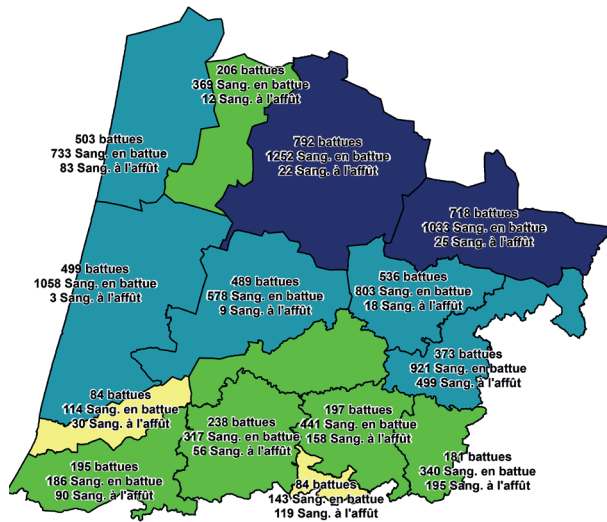 206 battues
369 Sang. en battue
12 Sang. à l'affût
503 battues
733 Sang. en battue
83 Sang. à l'affût
792 battues
1252 Sang. en battue
22 Sang. à l'affût
718 battues
1033 Sang. en battue
25 Sang. à l'affût
499 battues
1058 Sang. en battue
3 Sang. à l'affût
489 battues
578 Sang. en battue
9 Sang. à l'affût
536 battues
803 Sang. en battue
18 Sang. à l'affût
373 battues
921 Sang. en battue
499 Sang. à l'affût
84 battues
114 Sang. en battue
30 Sang. à l'affût
238 battues
317 Sang. en battue
56 Sang. à l'affût
197 battues
441 Sang. en battue
158 Sang. à l'affût
195 battues
186 Sang. en battue
90 Sang. à l'affût
181 battues
340 Sang. en battue
195 Sang. à l'affût
84 battues
143 Sang. en battue
119 Sang. à l'affût